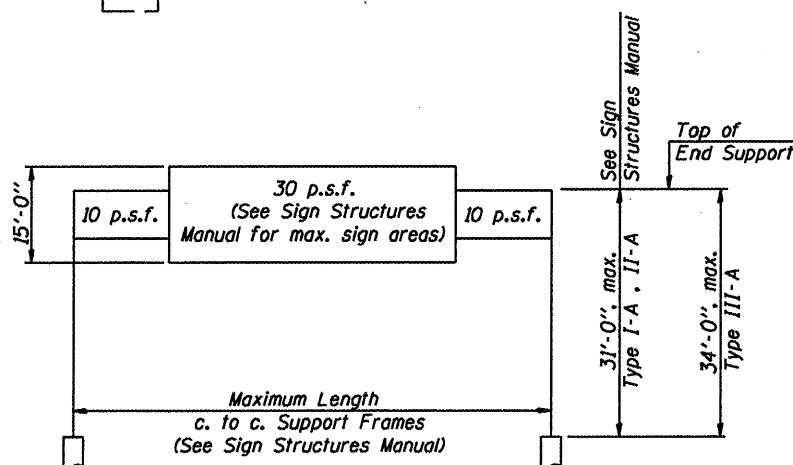 See Sign
Structures Manual
Top of
End Support
15'-0"
10 p.s.f.
30 p.s.f.
(See Sign Structures
Manual for max. sign areas)
10 p.s.f.
31'-0", max.
Type I-A , II-A
34'-0", max.
Type III-A
Maximum Length
c. to c. Support Frames
(See Sign Structures Manual)